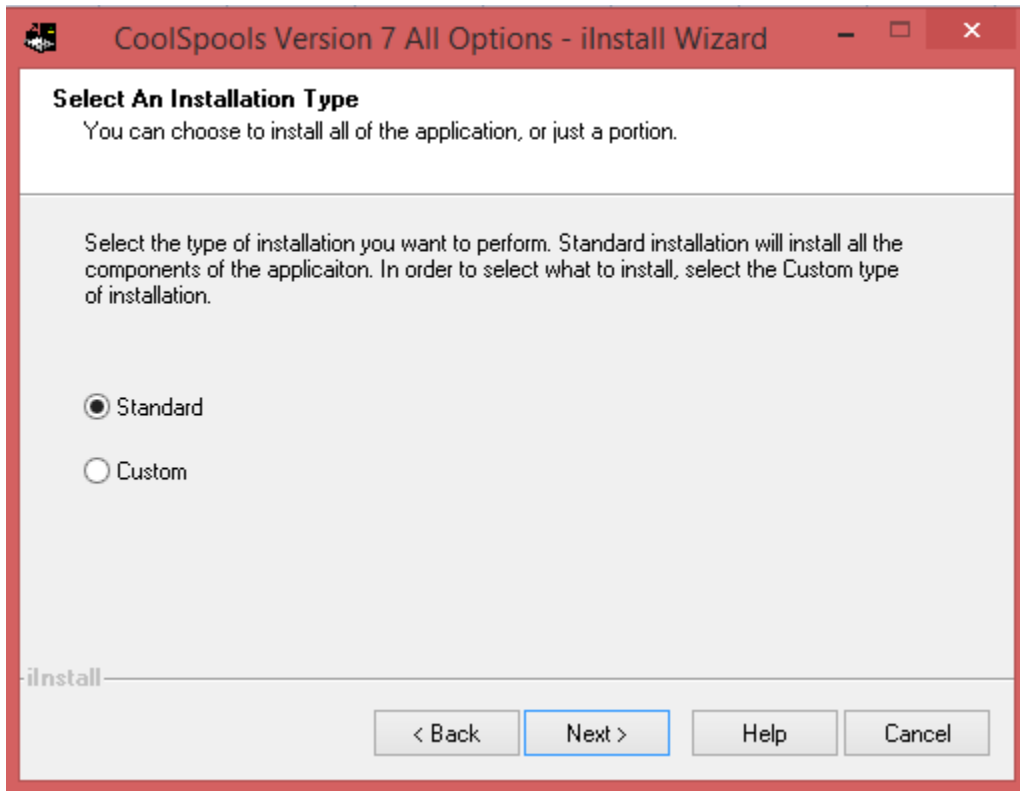 CoolSpools Version 7 All Options - iInstall Wizard
Select An Installation Type
You can choose to install all of the application, or just a portion.
Select the type of installation you want to perform. Standard installation will install all the
components of the applicaiton. In order to select what to install, select the Custom type
of installation.
Standard
Custom
iInstall
< Back Next > Help Cancel